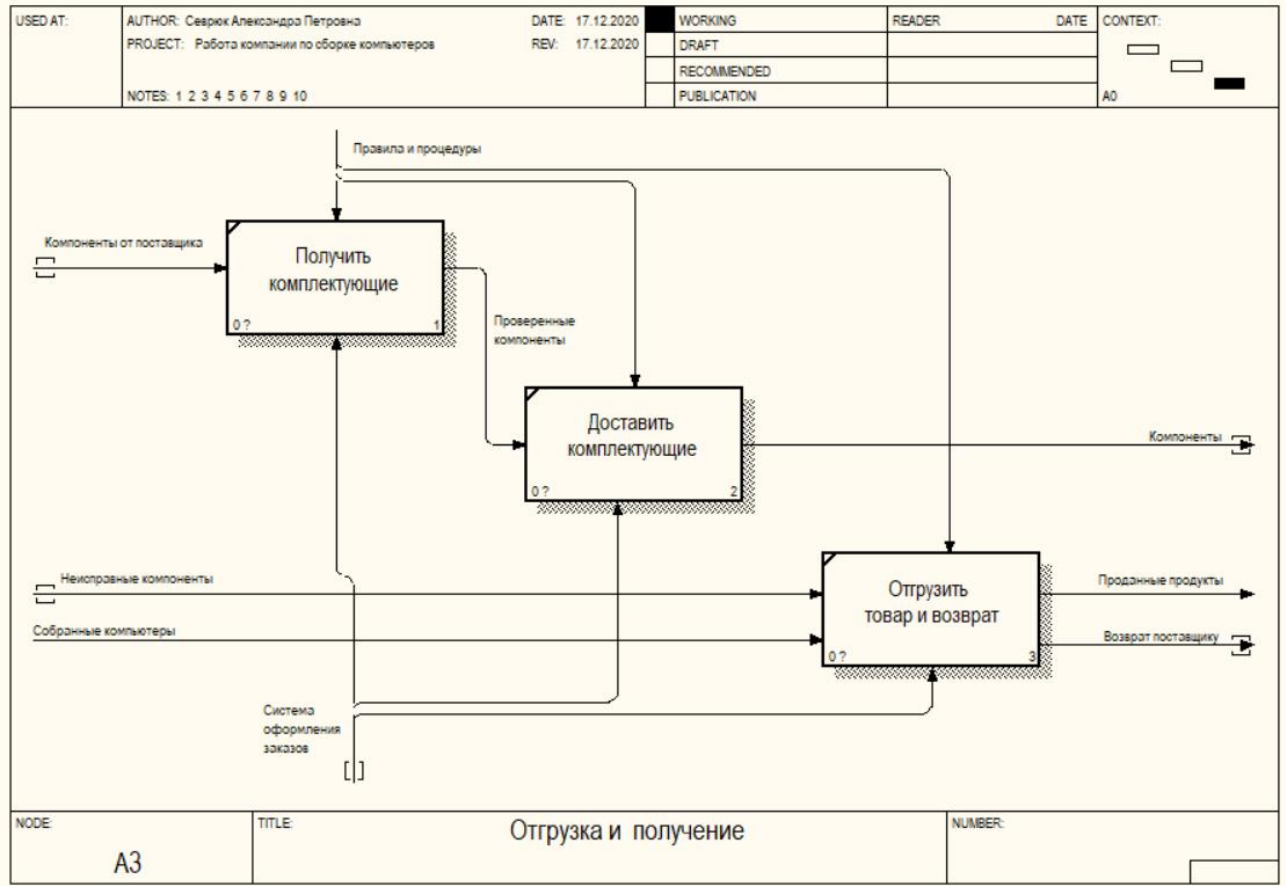 USED AT:
AUTHOR: Севрюк Александра Петровна
DATE: 17.12.2020
PROJECT: Работа компании по сборке компьютеров
REV: 17.12.2020
NOTES: 1 2 3 4 5 6 7 8 9 10
WORKING
DRAFT
RECOMMENDED
PUBLICATION
READER
DATE
CONTEXT:
A0
Правила и процедуры
Компоненты от поставщика
Получить
комплектующие
0 ?
1
Проверенные
компоненты
Доставить
комплектующие
0 ?
2
Компоненты
Неисправные компоненты
Собранные компьютеры
Отгрузить
товар и возврат
0 ?
3
Проданные продукты
Возврат поставщику
Система
оформления
заказов
NODE:
A3
TITLE:
Отгрузка и получение
NUMBER: